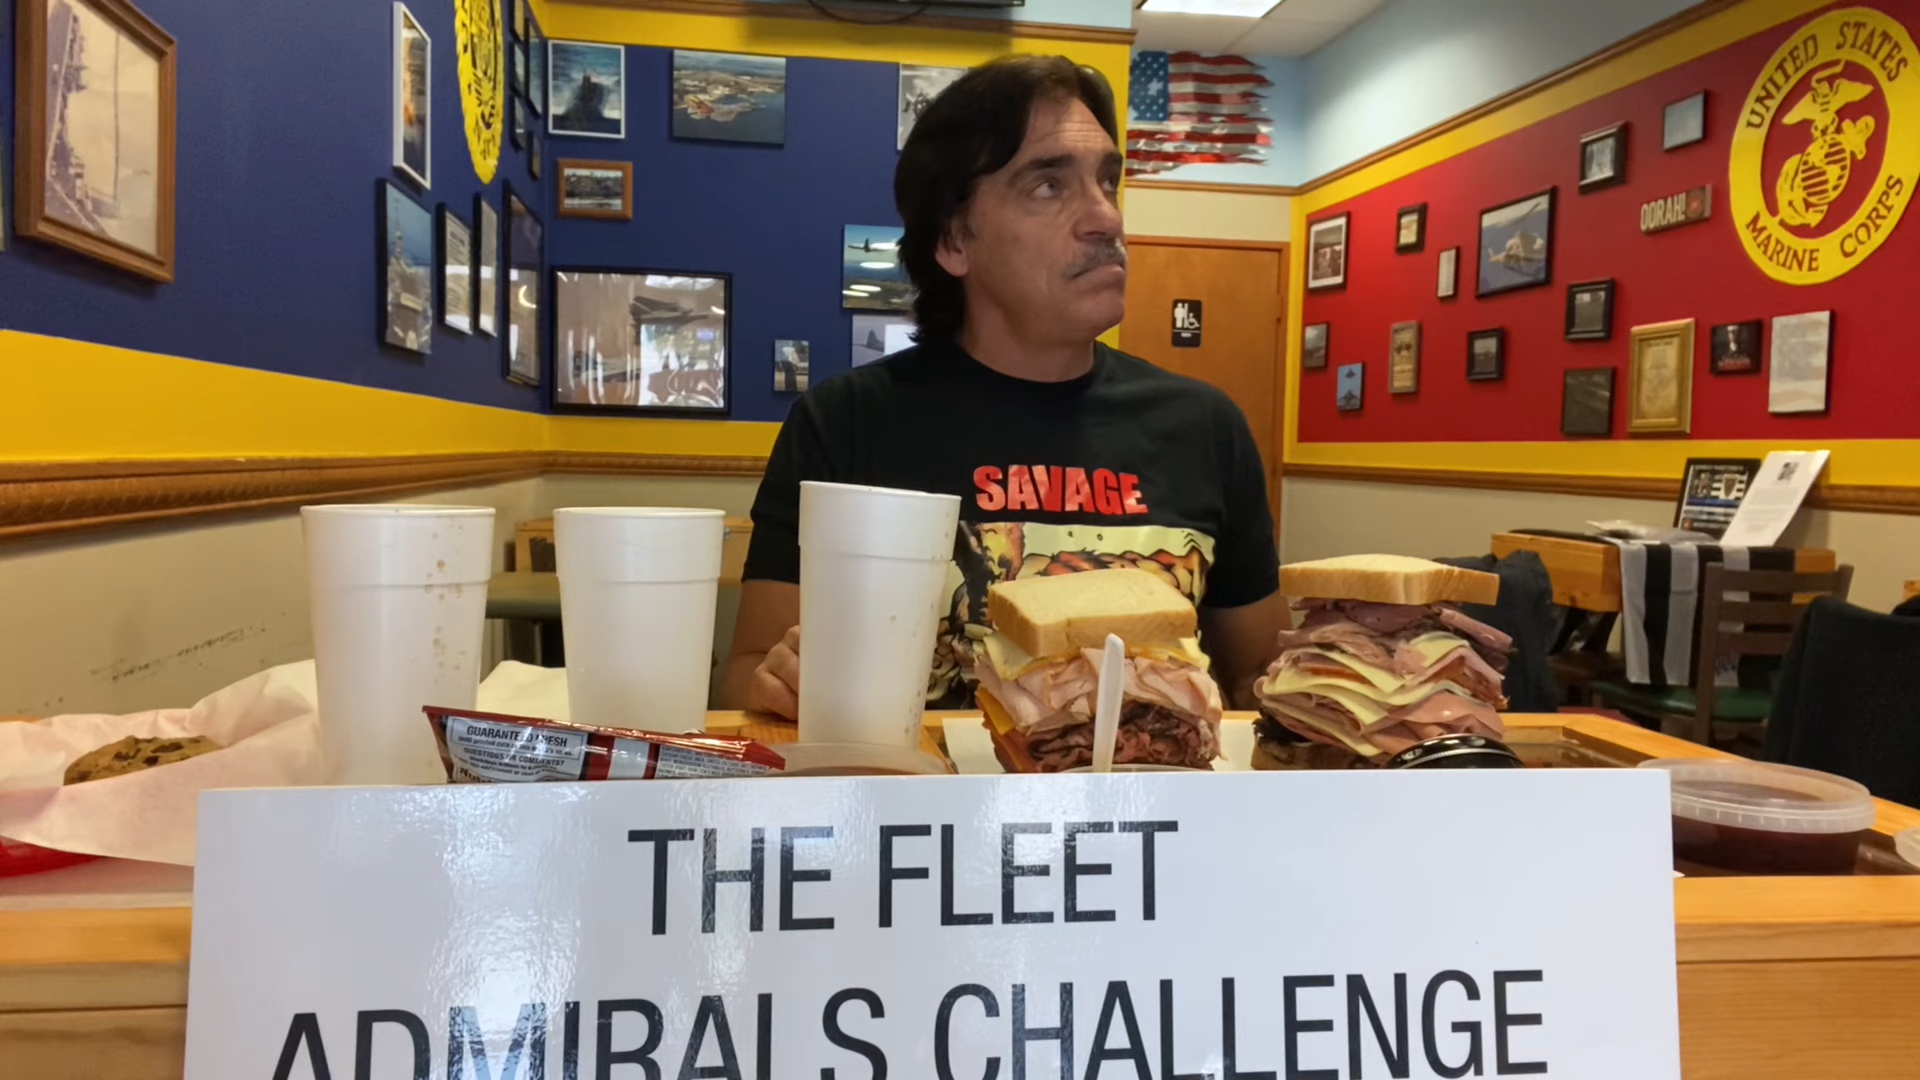 UNITED STATES
MARINE CORPS
OORAH!
SAVAGE
GUARANTEED FRESH
QUESTIONS OR COMMENTS?
THE FLEET
ADMIRALS CHALLENGE